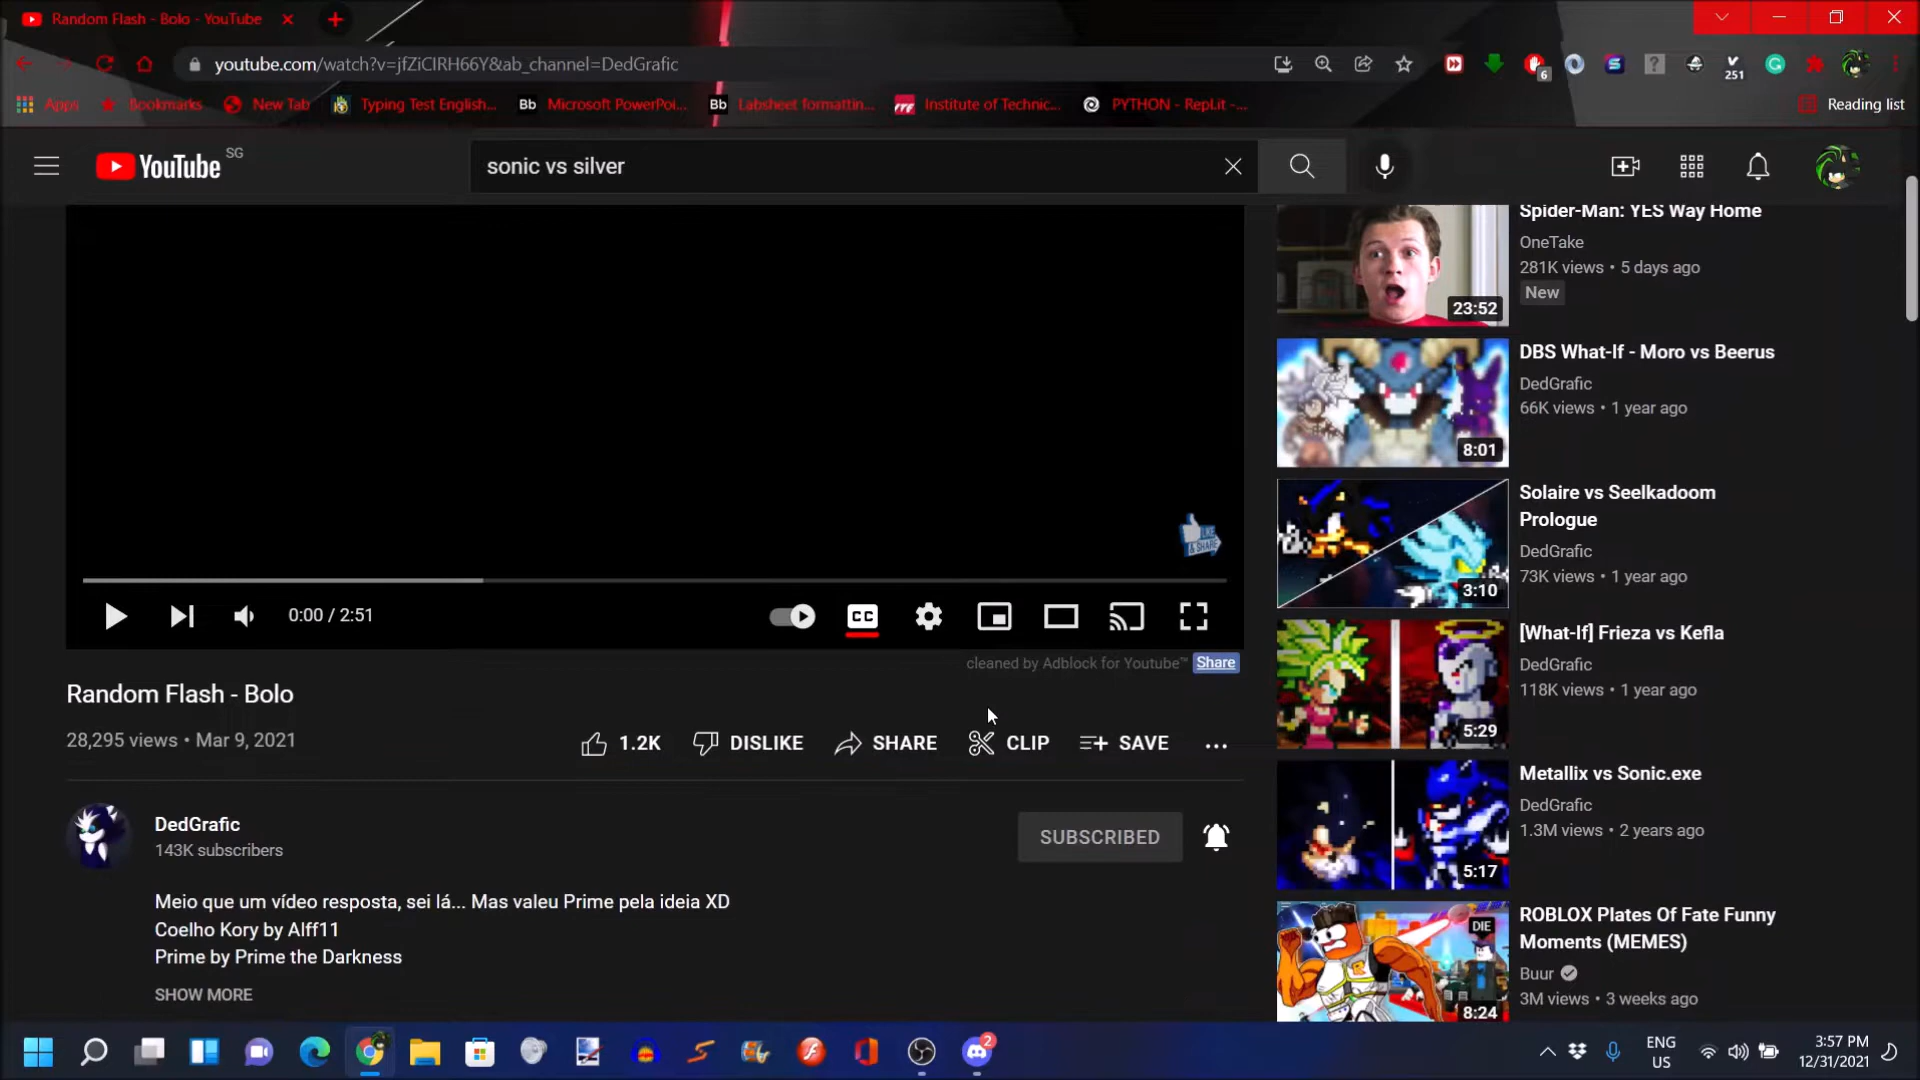 Random Flash - Bolo - YouTube
youtube.com/watch?v=jfZiCIRH66Y&ab_channel=DedGrafic
6
251
Apps
Bookmarks
New Tab
Typing Test English...
Bb Microsoft PowerPoi...
Bb Labsheet formattin...
Institute of Technic...
PYTHON - RepLit -...
Reading list
YouTube SG
sonic vs silver
LIKE & SHARE
0:00 / 2:51
CC
cleaned by Adblock for Youtube™ Share
Random Flash - Bolo
28,295 views • Mar 9, 2021
1.2K
DISLIKE
SHARE
CLIP
SAVE
DedGrafic
143K subscribers
SUBSCRIBED
Meio que um vídeo resposta, sei lá... Mas valeu Prime pela ideia XD
Coelho Kory by Alff11
Prime by Prime the Darkness
SHOW MORE
23:52
Spider-Man: YES Way Home
OneTake
281K views • 5 days ago
New
8:01
DBS What-If - Moro vs Beerus
DedGrafic
66K views • 1 year ago
3:10
Solaire vs Seelkadoom
Prologue
DedGrafic
73K views • 1 year ago
5:29
[What-If] Frieza vs Kefla
DedGrafic
118K views • 1 year ago
5:17
Metallix vs Sonic.exe
DedGrafic
1.3M views • 2 years ago
DIE
8:24
ROBLOX Plates Of Fate Funny
Moments (MEMES)
Buur
3M views • 3 weeks ago
2
ENG
US
3:57 PM
12/31/2021